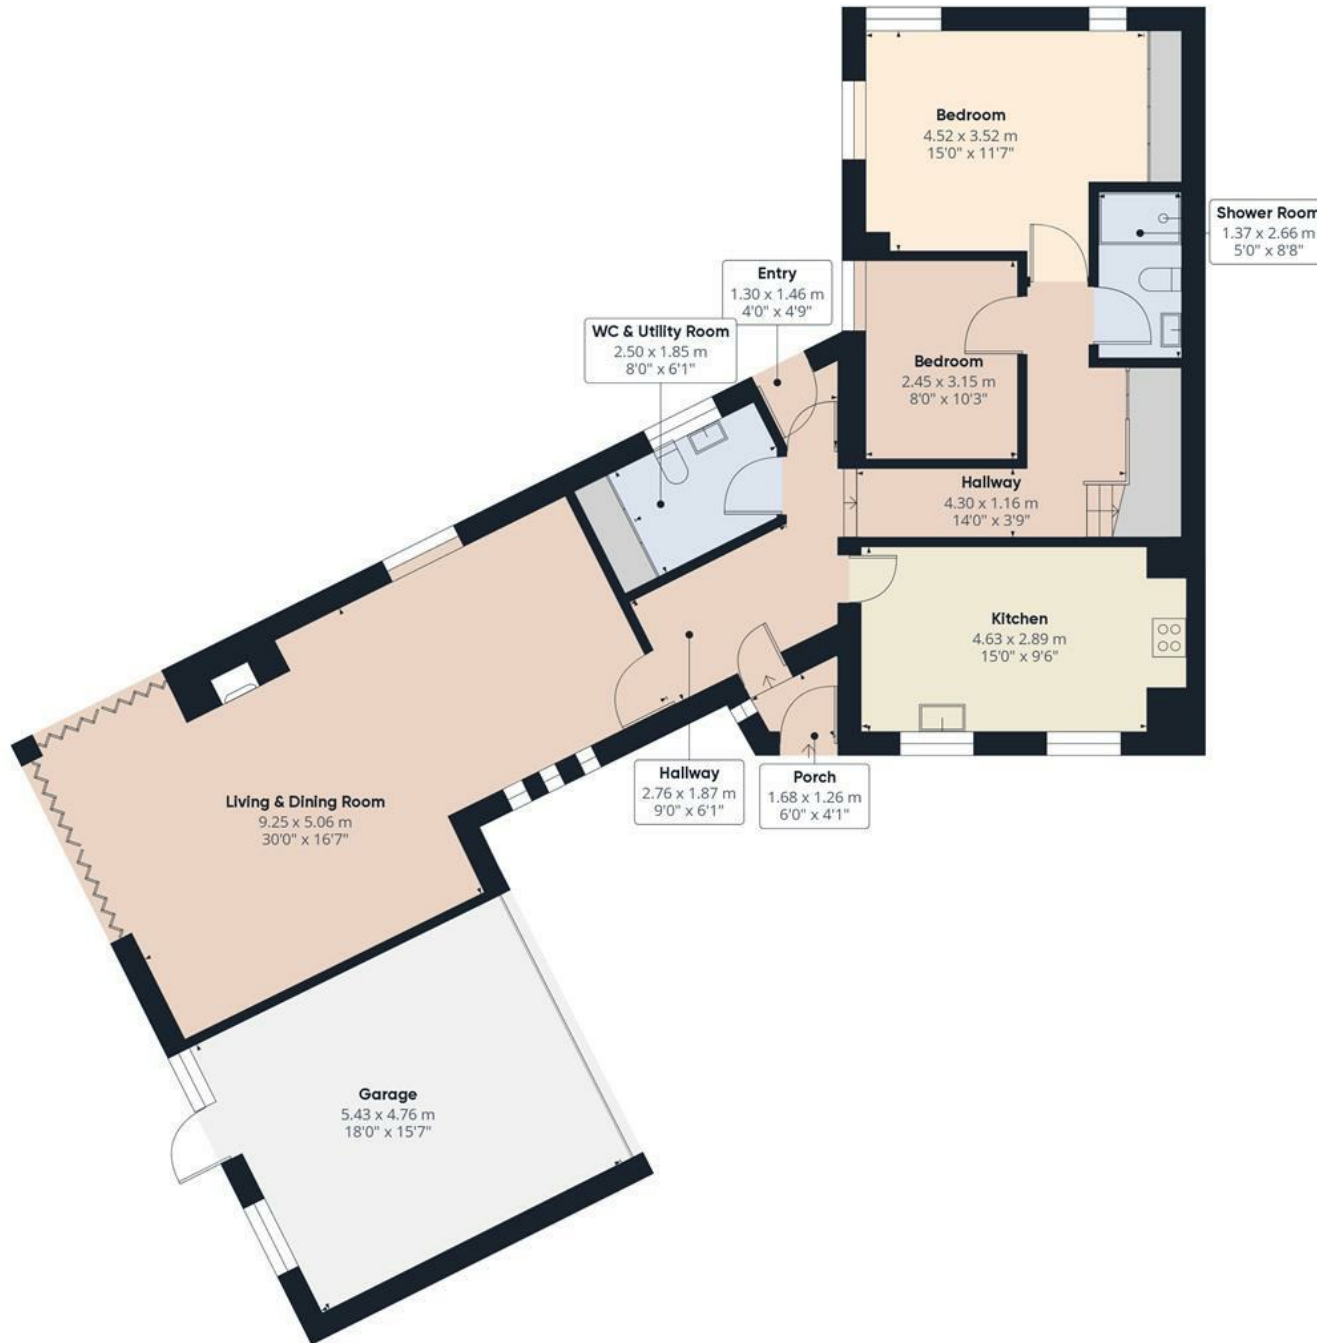 Bedroom
4.52 x 3.52 m
15'0" x 11'7"
Shower Room
1.37 x 2.66 m
5'0" x 8'8"
Entry
1.30 x 1.46 m
4'0" x 4'9"
WC & Utility Room
2.50 x 1.85 m
8'0" x 6'1"
Bedroom
2.45 x 3.15 m
8'0" x 10'3"
Hallway
4.30 x 1.16 m
14'0" x 3'9"
Kitchen
4.63 x 2.89 m
15'0" x 9'6"
Hallway
2.76 x 1.87 m
9'0" x 6'1"
Porch
1.68 x 1.26 m
6'0" x 4'1"
Living & Dining Room
9.25 x 5.06 m
30'0" x 16'7"
Garage
5.43 x 4.76 m
18'0" x 15'7"